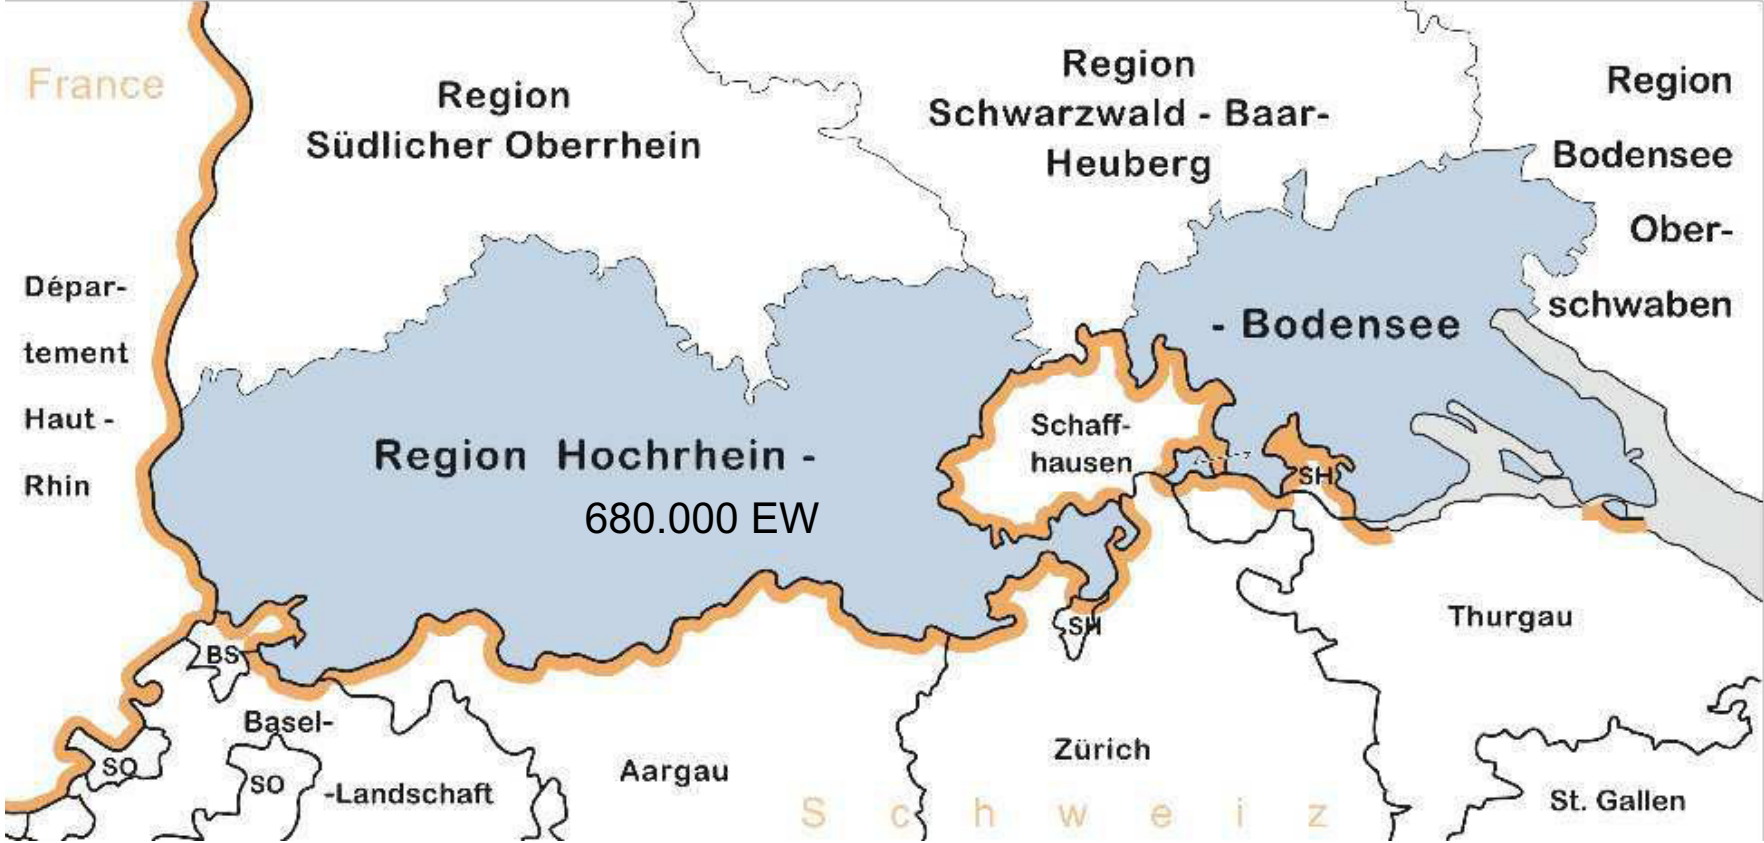 France
Region
Südlicher Oberrhein
Region
Schwarzwald - Baar-
Heuberg
Region
Bodensee
Ober-
schwaben
Dépar-
tement
Haut -
Rhin
- Bodensee
Region Hochrhein -
680.000 EW
Schaff-
hausen
SH
SH
BS
Thurgau
Basel-
-Landschaft
SO
SO
Aargau
Zürich
St. Gallen
Schweiz